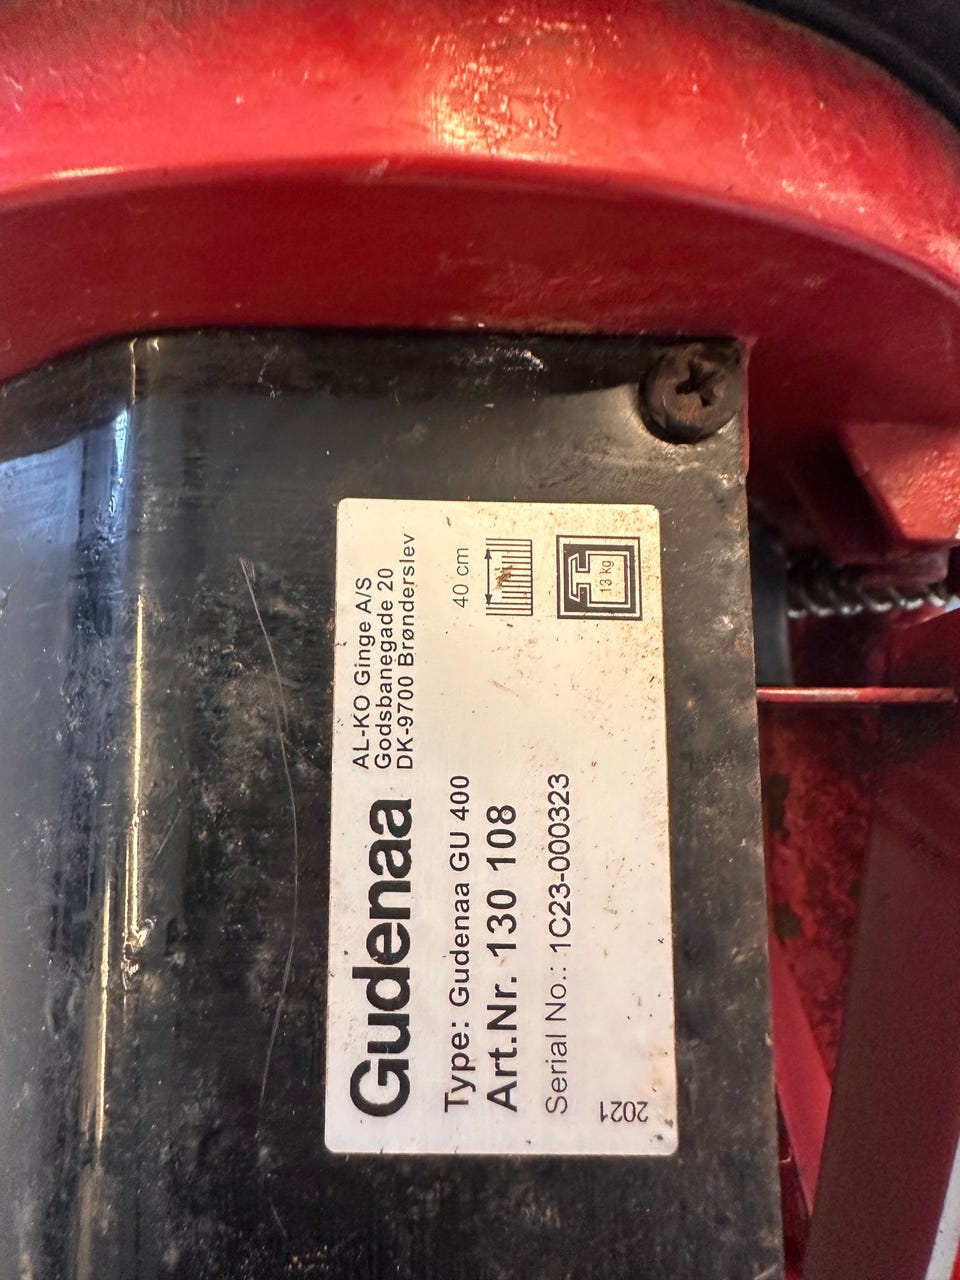 Gudenaa
AL-KO Ginge A/S
Godsbanegade 20
DK-9700 Brønderslev
Type: Gudenaa GU 400
40 cm
Art.Nr. 130 108
Serial No.: 1C23-000323
13 kg
2021